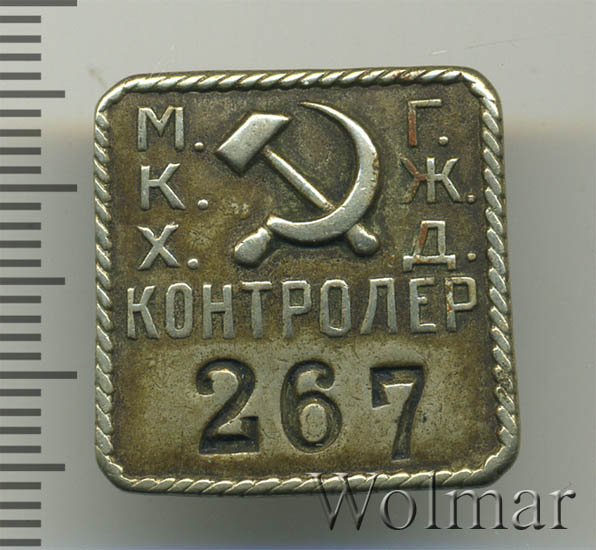 М. Г.
К. Ж.
Х. Д.
КОНТРОЛЕР
267
Wolmar